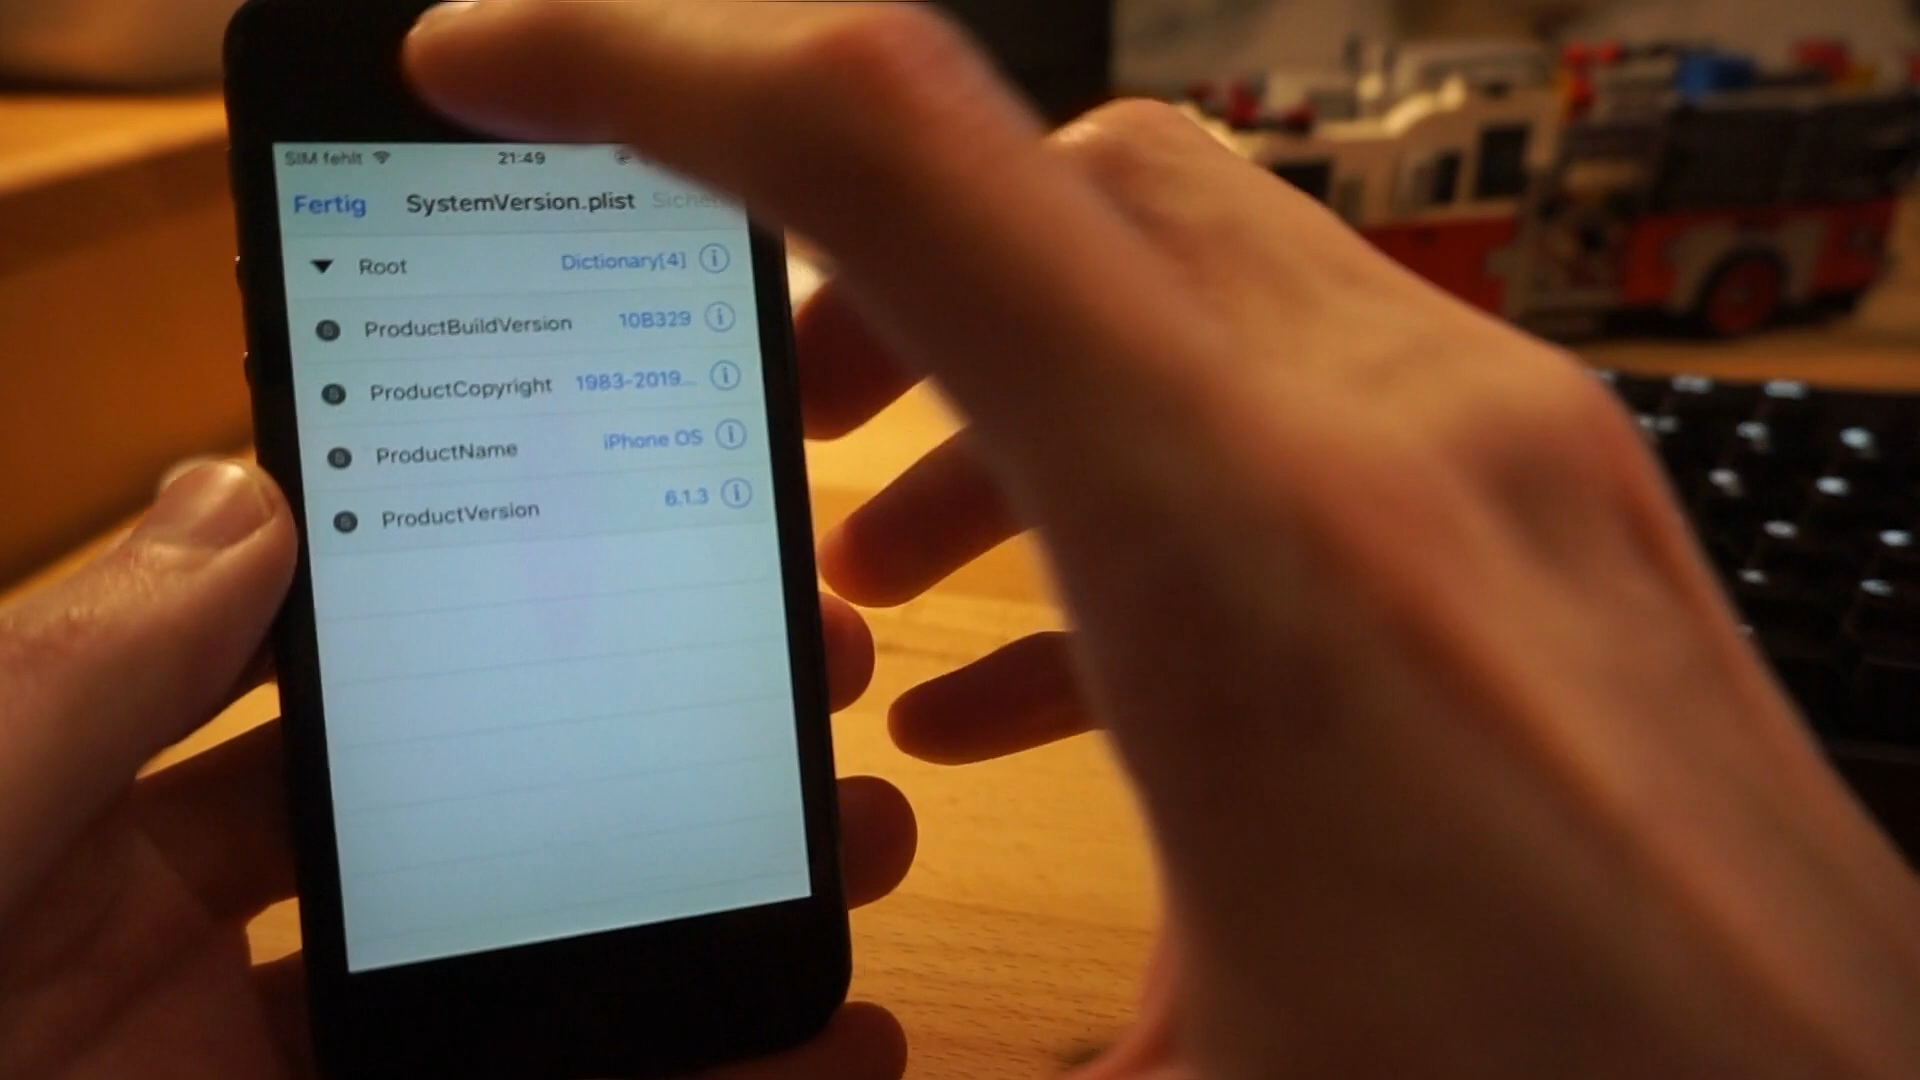 SIM fehlt 21:49
Fertig SystemVersion.plist Sichern
Root Dictionary[4]
ProductBuildVersion 10B329
ProductCopyright 1983-2019...
ProductName iPhone OS
ProductVersion 6.1.3